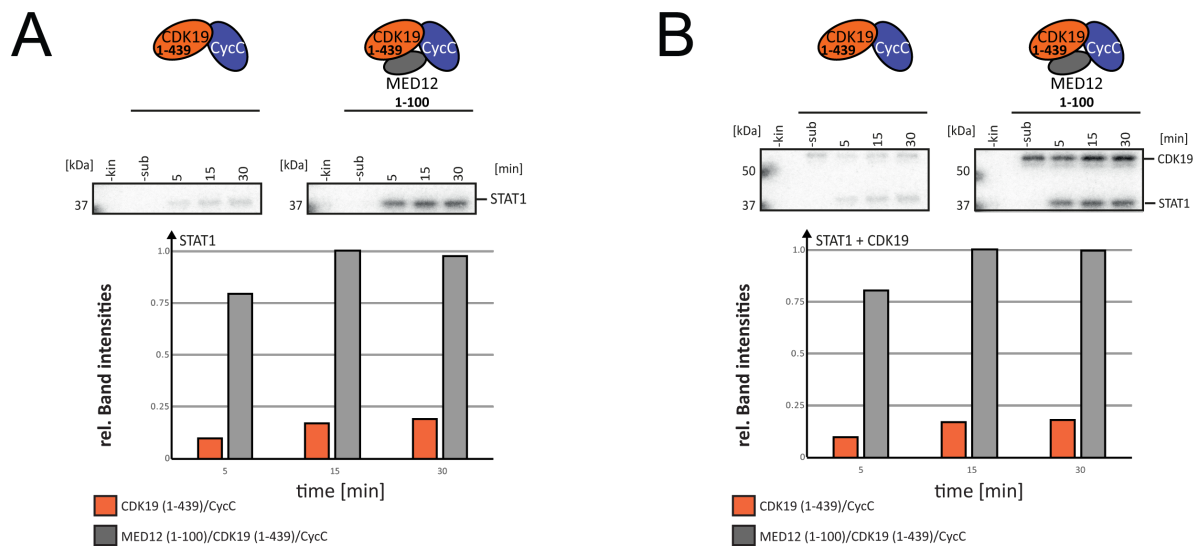 A
CDK19
1-439
CycC
CDK19
1-439
CycC
MED12
1-100
[kDa]
-kin
-sub
5
15
30
37
[kDa]
-kin
-sub
5
15
30
[min]
37
STAT1
STAT1
1.0
0.75
0.5
0.25
0
rel. Band intensities
5
15
30
time [min]
CDK19 (1-439)/CycC
MED12 (1-100)/CDK19 (1-439)/CycC
B
CDK19
1-439
CycC
CDK19
1-439
CycC
MED12
1-100
[kDa]
-kin
-sub
5
15
30
50
37
[kDa]
-kin
-sub
5
15
30
[min]
50
37
CDK19
STAT1
STAT1 + CDK19
1.0
0.75
0.5
0.25
0
rel. Band intensities
5
15
30
time [min]
CDK19 (1-439)/CycC
MED12 (1-100)/CDK19 (1-439)/CycC